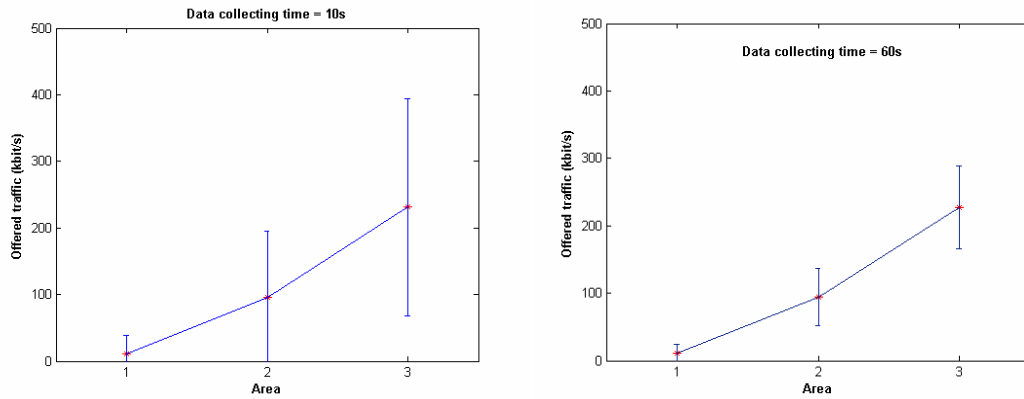 Data collecting time = 10s
500
400
300
200
100
0
Offered traffic (kbit/s)
1 2 3
Area
Data collecting time = 60s
500
400
300
200
100
0
Offered traffic (kbit/s)
1 2 3
Area